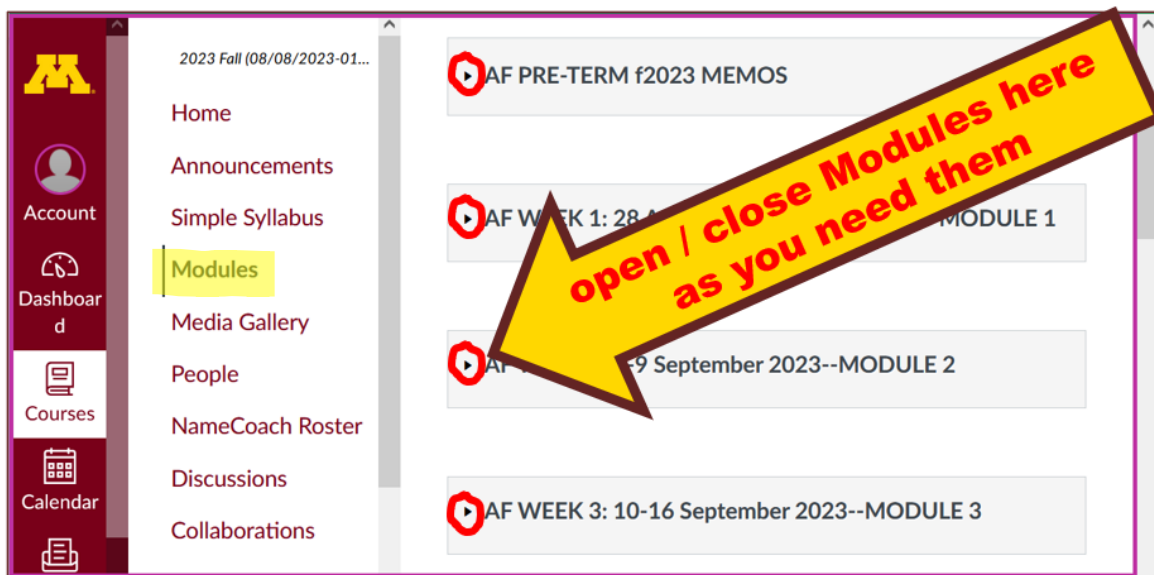 M
Account
Dashboar
d
Courses
Calendar
2023 Fall (08/08/2023-01...
Home
Announcements
Simple Syllabus
Modules
Media Gallery
People
NameCoach Roster
Discussions
Collaborations
AF PRE-TERM f2023 MEMOS
AF WEEK 1: 28 MODULE 1
AF -9 September 2023--MODULE 2
AF WEEK 3: 10-16 September 2023--MODULE 3
open / close Modules here
as you need them